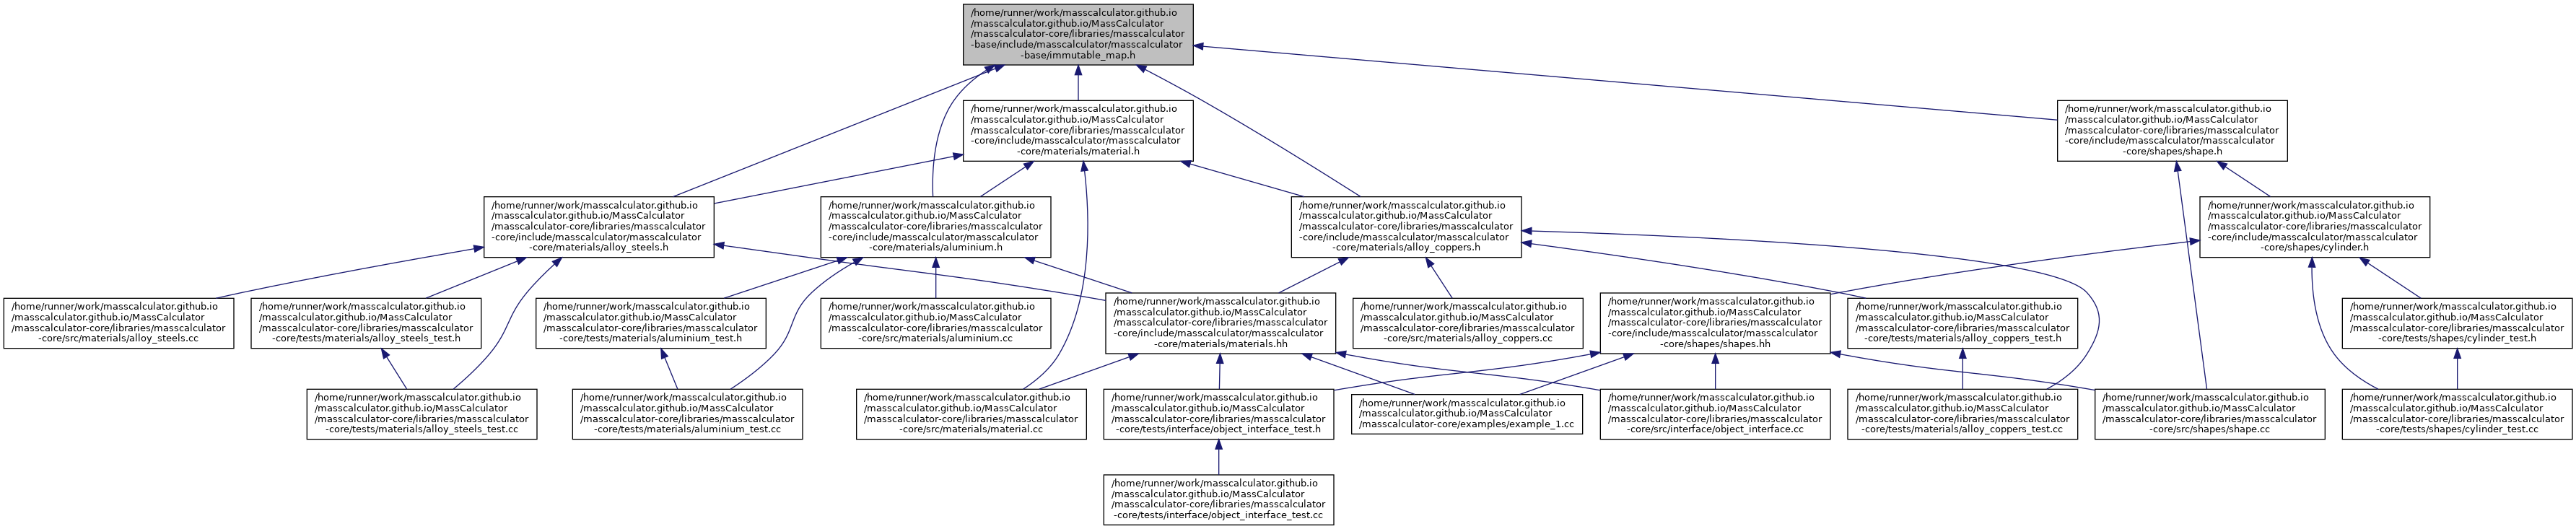 /home/runner/work/masscalculator.github.io
/masscalculator.github.io/MassCalculator
/masscalculator-core/libraries/masscalculator
-base/include/masscalculator/masscalculator
-base/immutable_map.h
/home/runner/work/masscalculator.github.io
/masscalculator.github.io/MassCalculator
/masscalculator-core/libraries/masscalculator
-core/include/masscalculator/masscalculator
-core/materials/material.h
/home/runner/work/masscalculator.github.io
/masscalculator.github.io/MassCalculator
/masscalculator-core/libraries/masscalculator
-core/include/masscalculator/masscalculator
-core/shapes/shape.h
/home/runner/work/masscalculator.github.io
/masscalculator.github.io/MassCalculator
/masscalculator-core/libraries/masscalculator
-core/include/masscalculator/masscalculator
-core/materials/alloy_steels.h
/home/runner/work/masscalculator.github.io
/masscalculator.github.io/MassCalculator
/masscalculator-core/libraries/masscalculator
-core/include/masscalculator/masscalculator
-core/materials/aluminium.h
/home/runner/work/masscalculator.github.io
/masscalculator.github.io/MassCalculator
/masscalculator-core/libraries/masscalculator
-core/include/masscalculator/masscalculator
-core/materials/alloy_coppers.h
/home/runner/work/masscalculator.github.io
/masscalculator.github.io/MassCalculator
/masscalculator-core/libraries/masscalculator
-core/include/masscalculator/masscalculator
-core/shapes/cylinder.h
/home/runner/work/masscalculator.github.io
/masscalculator.github.io/MassCalculator
/masscalculator-core/libraries/masscalculator
-core/src/materials/alloy_steels.cc
/home/runner/work/masscalculator.github.io
/masscalculator.github.io/MassCalculator
/masscalculator-core/libraries/masscalculator
-core/tests/materials/alloy_steels_test.h
/home/runner/work/masscalculator.github.io
/masscalculator.github.io/MassCalculator
/masscalculator-core/libraries/masscalculator
-core/tests/materials/aluminium_test.h
/home/runner/work/masscalculator.github.io
/masscalculator.github.io/MassCalculator
/masscalculator-core/libraries/masscalculator
-core/src/materials/aluminium.cc
/home/runner/work/masscalculator.github.io
/masscalculator.github.io/MassCalculator
/masscalculator-core/libraries/masscalculator
-core/include/masscalculator/masscalculator
-core/materials/materials.hh
/home/runner/work/masscalculator.github.io
/masscalculator.github.io/MassCalculator
/masscalculator-core/libraries/masscalculator
-core/src/materials/alloy_coppers.cc
/home/runner/work/masscalculator.github.io
/masscalculator.github.io/MassCalculator
/masscalculator-core/libraries/masscalculator
-core/include/masscalculator/masscalculator
-core/shapes/shapes.hh
/home/runner/work/masscalculator.github.io
/masscalculator.github.io/MassCalculator
/masscalculator-core/libraries/masscalculator
-core/tests/materials/alloy_coppers_test.h
/home/runner/work/masscalculator.github.io
/masscalculator.github.io/MassCalculator
/masscalculator-core/libraries/masscalculator
-core/tests/shapes/cylinder_test.h
/home/runner/work/masscalculator.github.io
/masscalculator.github.io/MassCalculator
/masscalculator-core/libraries/masscalculator
-core/tests/materials/alloy_steels_test.cc
/home/runner/work/masscalculator.github.io
/masscalculator.github.io/MassCalculator
/masscalculator-core/libraries/masscalculator
-core/tests/materials/aluminium_test.cc
/home/runner/work/masscalculator.github.io
/masscalculator.github.io/MassCalculator
/masscalculator-core/libraries/masscalculator
-core/src/materials/material.cc
/home/runner/work/masscalculator.github.io
/masscalculator.github.io/MassCalculator
/masscalculator-core/libraries/masscalculator
-core/tests/interface/object_interface_test.h
/home/runner/work/masscalculator.github.io
/masscalculator.github.io/MassCalculator
/masscalculator-core/examples/example_1.cc
/home/runner/work/masscalculator.github.io
/masscalculator.github.io/MassCalculator
/masscalculator-core/libraries/masscalculator
-core/src/interface/object_interface.cc
/home/runner/work/masscalculator.github.io
/masscalculator.github.io/MassCalculator
/masscalculator-core/libraries/masscalculator
-core/tests/materials/alloy_coppers_test.cc
/home/runner/work/masscalculator.github.io
/masscalculator.github.io/MassCalculator
/masscalculator-core/libraries/masscalculator
-core/src/shapes/shape.cc
/home/runner/work/masscalculator.github.io
/masscalculator.github.io/MassCalculator
/masscalculator-core/libraries/masscalculator
-core/tests/shapes/cylinder_test.cc
/home/runner/work/masscalculator.github.io
/masscalculator.github.io/MassCalculator
/masscalculator-core/libraries/masscalculator
-core/tests/interface/object_interface_test.cc